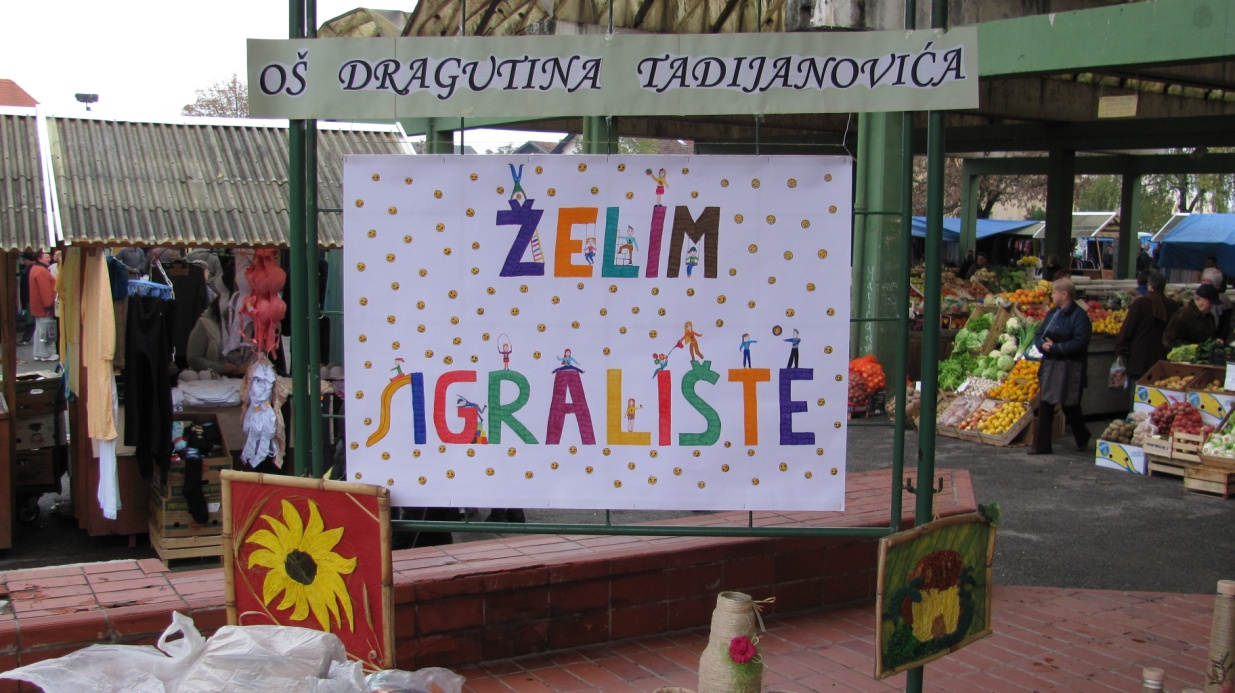 OŠ DRAGUTINA TADIJANOVIĆA
ŽELIM
IGRALIŠTE